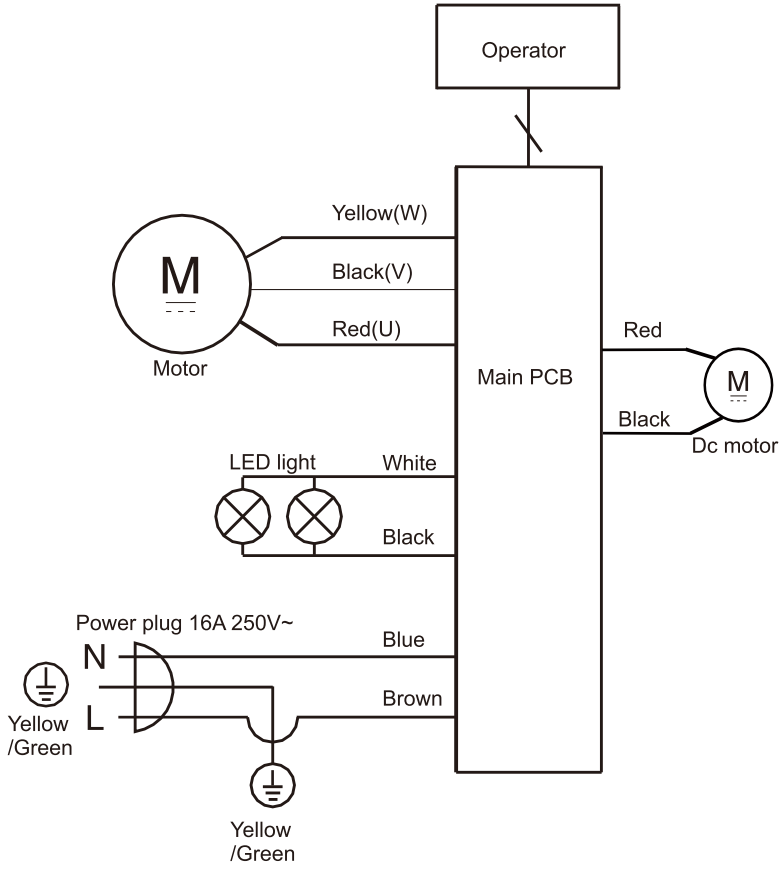 Operator
Yellow(W)
M
Black(V)
Red(U)
Motor
Main PCB
Red
M
Black
Dc motor
LED light
White
Black
Power plug 16A 250V~
N
Blue
L
Brown
Yellow
/Green
Yellow
/Green